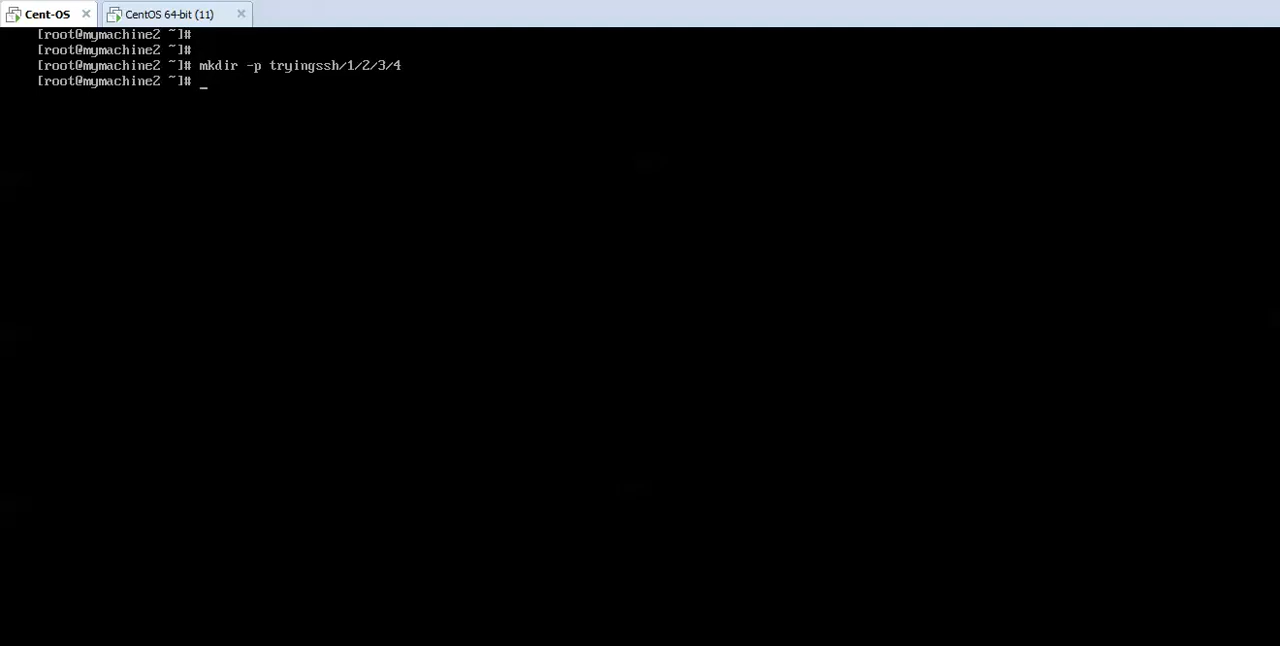 Cent-OS
CentOS 64-bit (11)
[root@mymachine2 ~]#
[root@mymachine2 ~]#
[root@mymachine2 ~]# mkdir -p tryingssh/1/2/3/4
[root@mymachine2 ~]# _